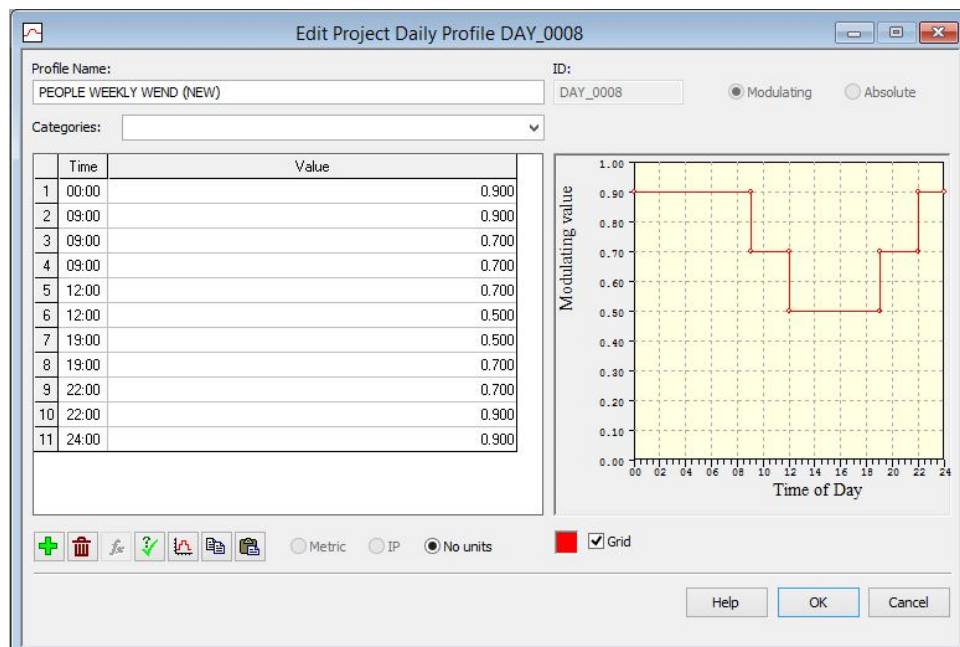 Edit Project Daily Profile DAY_0008
Profile Name:
ID:
PEOPLE WEEKLY WEND (NEW)
DAY_0008
Modulating
Absolute
Categories:
Time Value
1 00:00 0.900
2 09:00 0.900
3 09:00 0.700
4 09:00 0.700
5 12:00 0.700
6 12:00 0.500
7 19:00 0.500
8 19:00 0.700
9 22:00 0.700
10 22:00 0.900
11 24:00 0.900
Modulating value
1.00
0.90
0.80
0.70
0.60
0.50
0.40
0.30
0.20
0.10
0.00
00 02 04 06 08 10 12 14 16 18 20 22 24
Time of Day
fx
Metric
IP
No units
Grid
Help
OK
Cancel